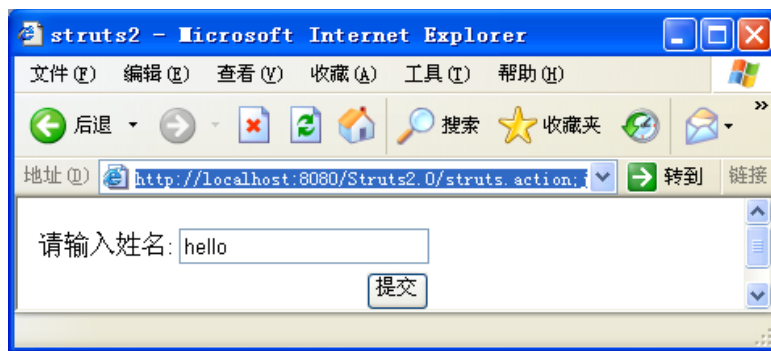 struts2 - Microsoft Internet Explorer
文件(F) 编辑(E) 查看(V) 收藏(A) 工具(T) 帮助(H)
后退 搜索 收藏夹 »
地址(D) http://localhost:8080/Struts2.0/struts.action;j 转到 链接
请输入姓名: hello
提交